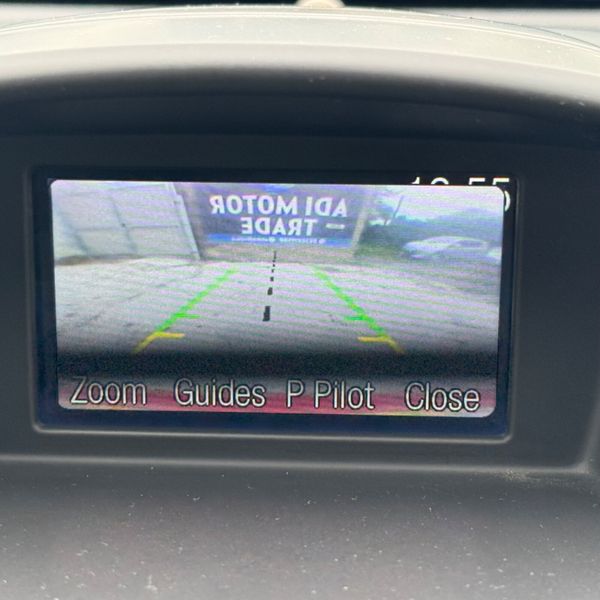 ADI MOTOR
TRADE
Zoom Guides P Pilot Close